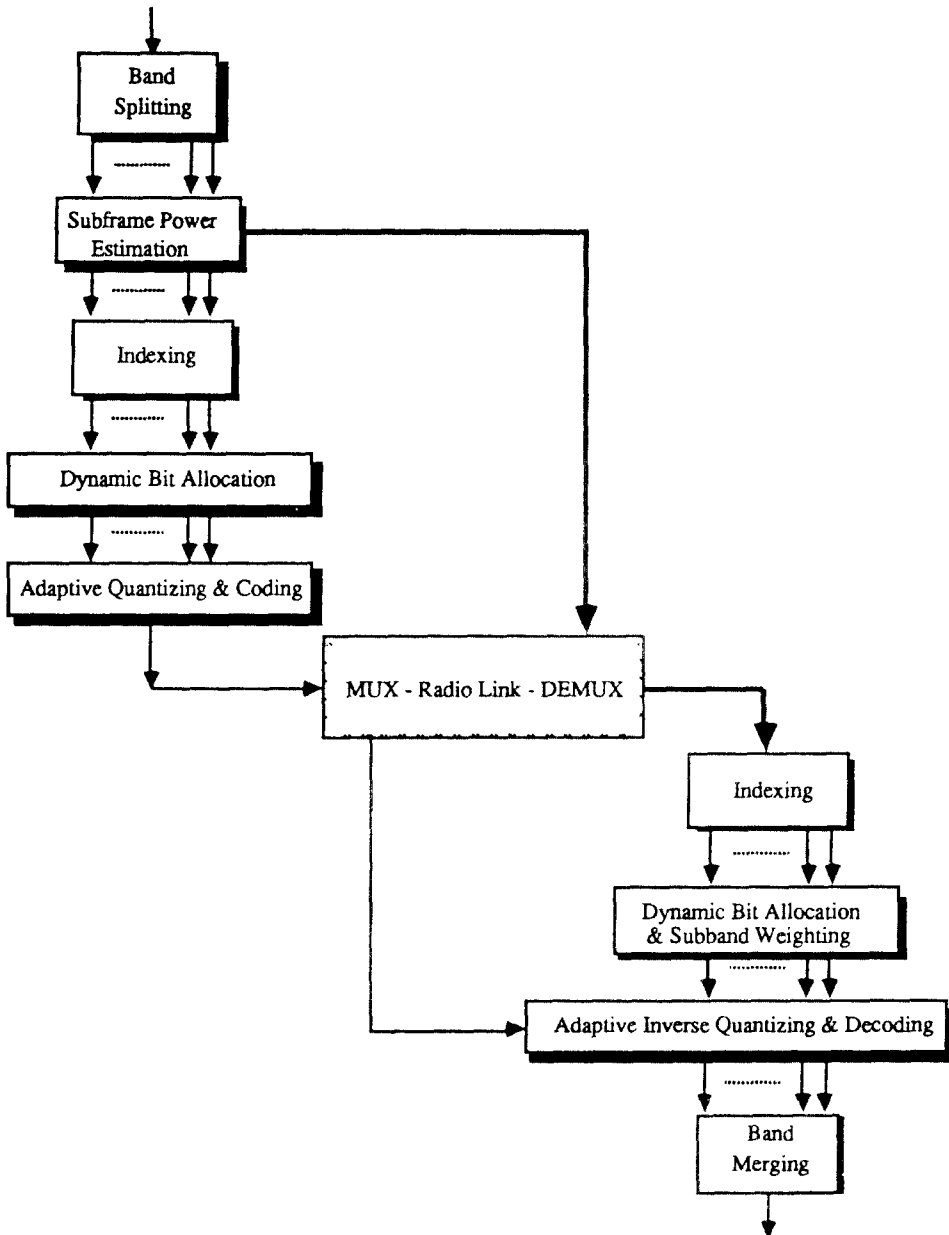 Band
Splitting
Subframe Power
Estimation
Indexing
Dynamic Bit Allocation
Adaptive Quantizing & Coding
MUX - Radio Link - DEMUX
Indexing
Dynamic Bit Allocation
& Subband Weighting
Adaptive Inverse Quantizing & Decoding
Band
Merging